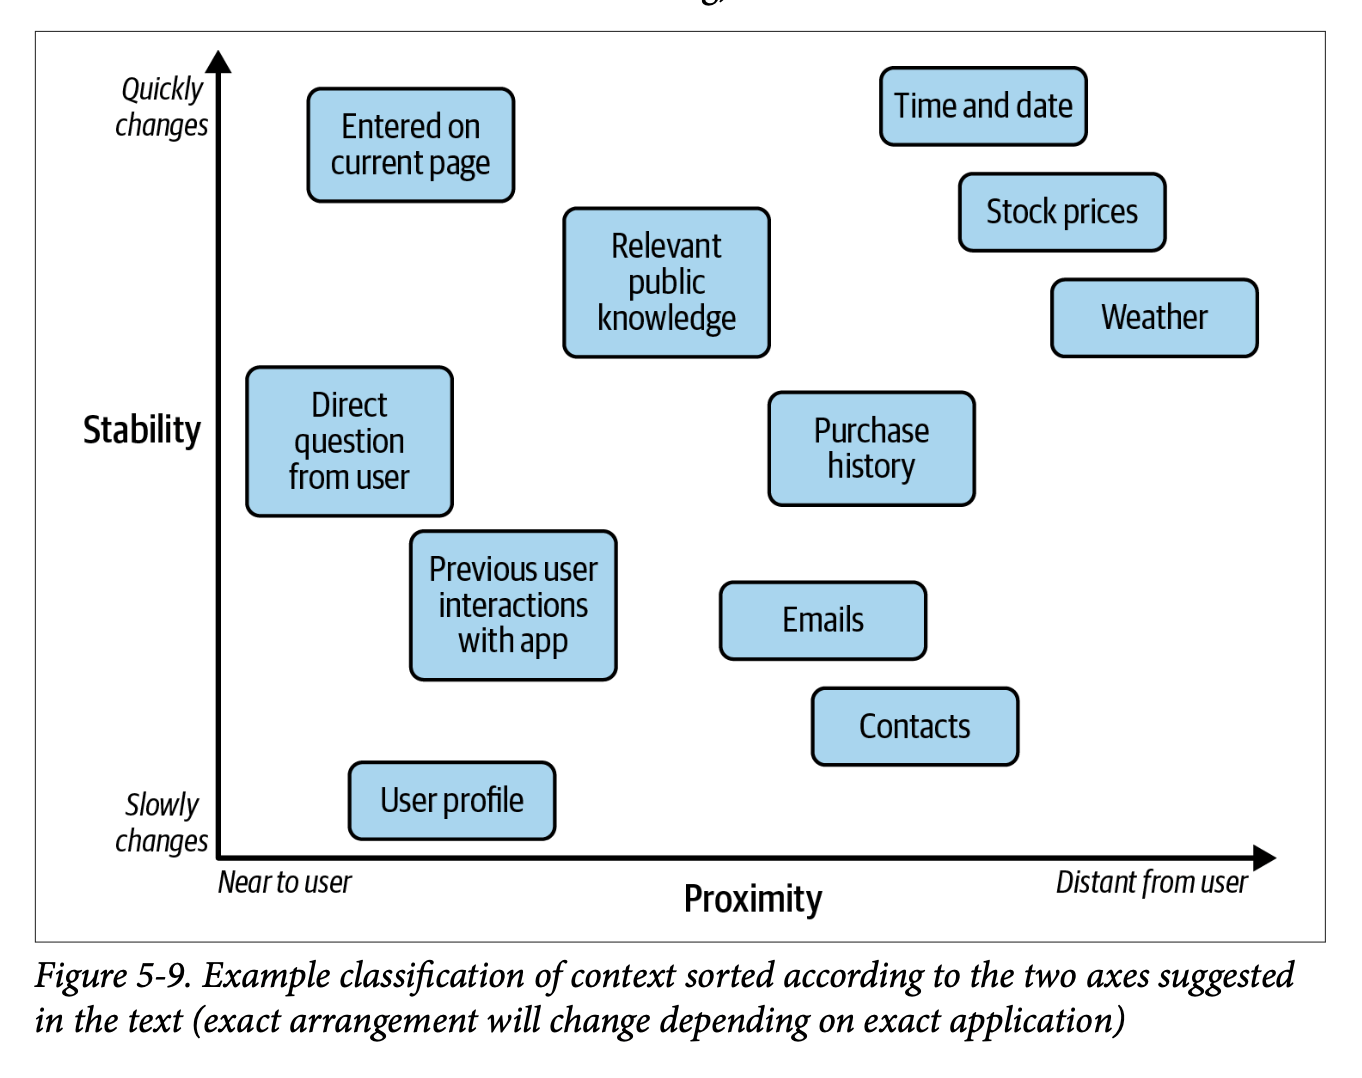 Quickly
changes
Entered on
current page
Time and date
Stock prices
Relevant
public
knowledge
Weather
Direct
question
from user
Stability
Purchase
history
Previous user
interactions
with app
Emails
Contacts
User profile
Slowly
changes
Near to user
Proximity
Distant from user
Figure 5-9. Example classification of context sorted according to the two axes suggested
in the text (exact arrangement will change depending on exact application)